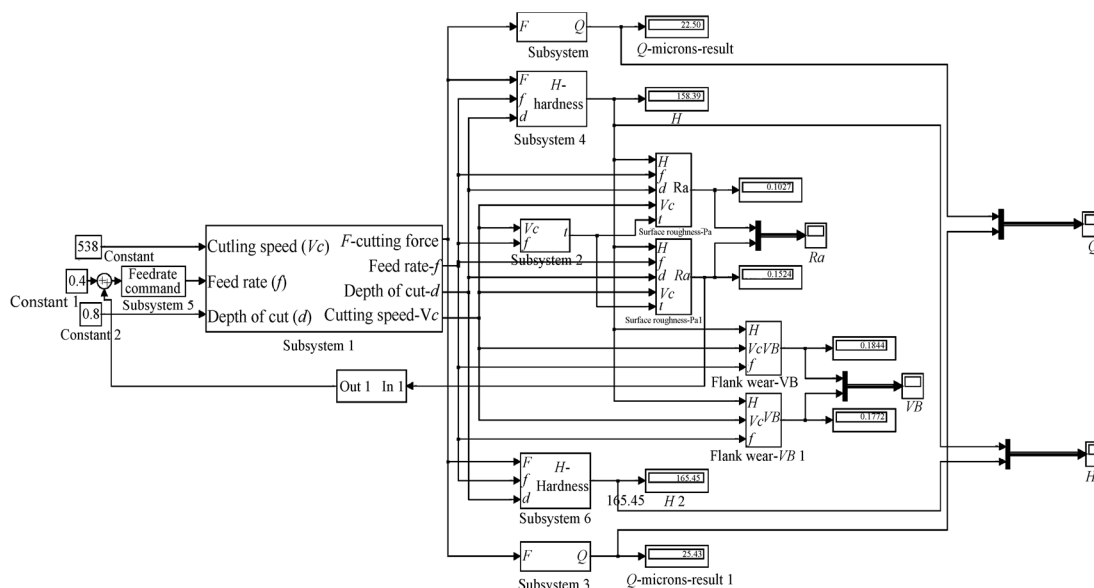 F
Q
22.50
Subsystem
Q-microns-result
F
f
d
H-
hardness
158.39
H
Subsystem 4
H
f
d
Vc
t
Ra
0.1027
Surface roughness-Pa
Vc
f
t
Subsystem 2
H
f
d
Vc
t
Ra
0.1524
Surface roughness-Pa1
Ra
538
Constant
0.4
Constant 1
0.8
Constant 2
Feedrate
command
Subsystem 5
Cutling speed (Vc)
Feed rate (f)
Depth of cut (d)
F-cutting force
Feed rate-f
Depth of cut-d
Cutting speed-Vc
Subsystem 1
Out 1 In 1
H
VcVB
f
0.1844
Flank wear-VB
H
VcVB
f
0.1772
Flank wear-VB 1
VB
F
f
d
H-
Hardness
165.45
165.45
H 2
Subsystem 6
F
Q
25.43
Subsystem 3
Q-microns-result 1
Q
H